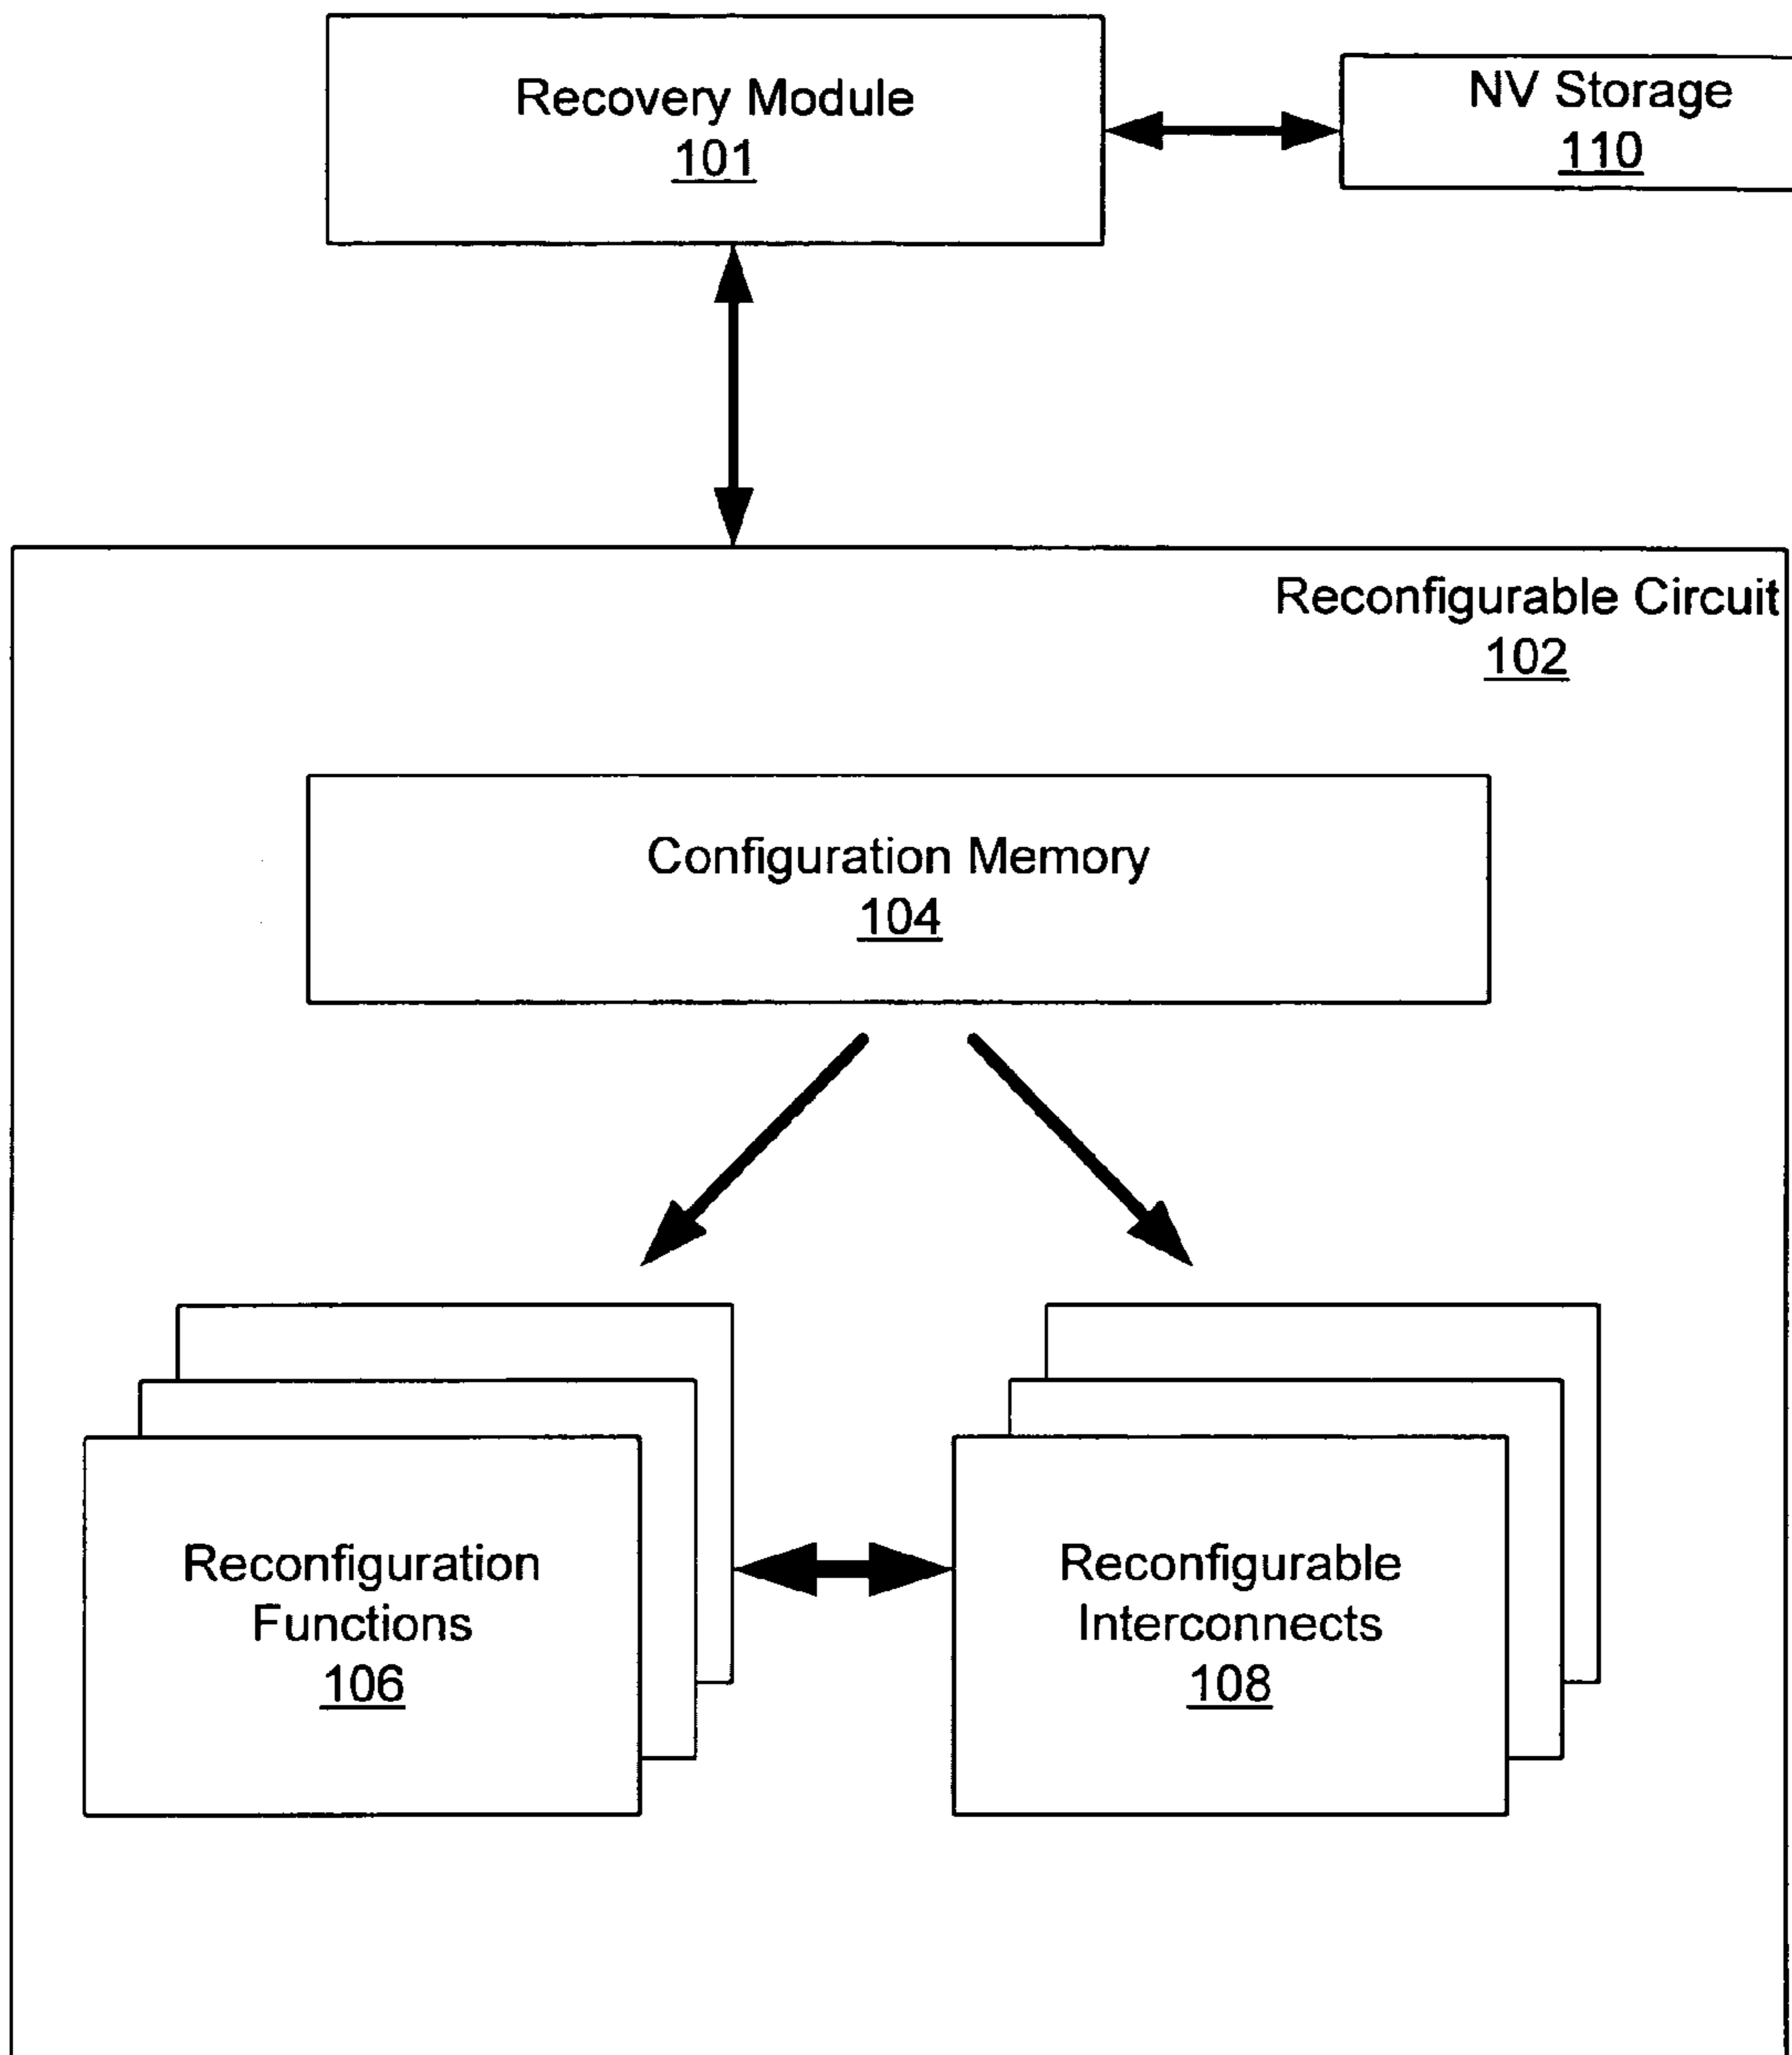 Recovery Module
101
NV Storage
110
Reconfigurable Circuit
102
Configuration Memory
104
Reconfiguration
Functions
106
Reconfigurable
Interconnects
108